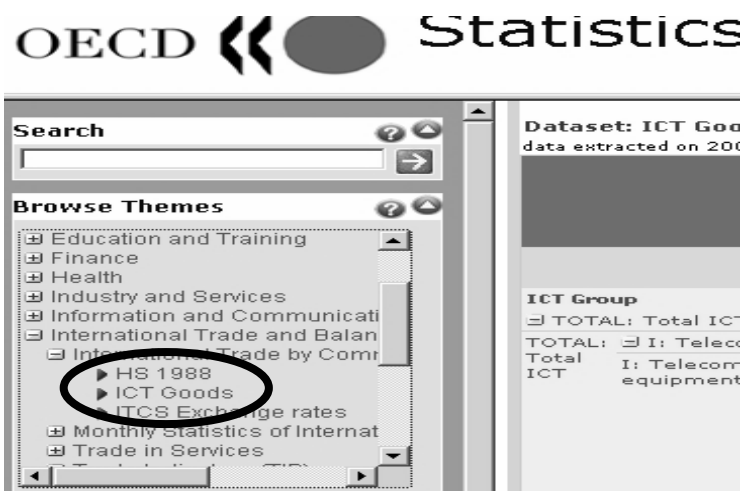 OECD Statistics
Search
Browse Themes
Education and Training
Finance
Health
Industry and Services
Information and Communicati
International Trade and Balan
International Trade by Comm
HS 1988
ICT Goods
ITCS Exchange rates
Monthly Statistics of Internat
Trade in Services
Dataset: ICT Goo
data extracted on 200
ICT Group
TOTAL: Total ICT
TOTAL: Total ICT
I: Teleco
I: Telecom
equipment